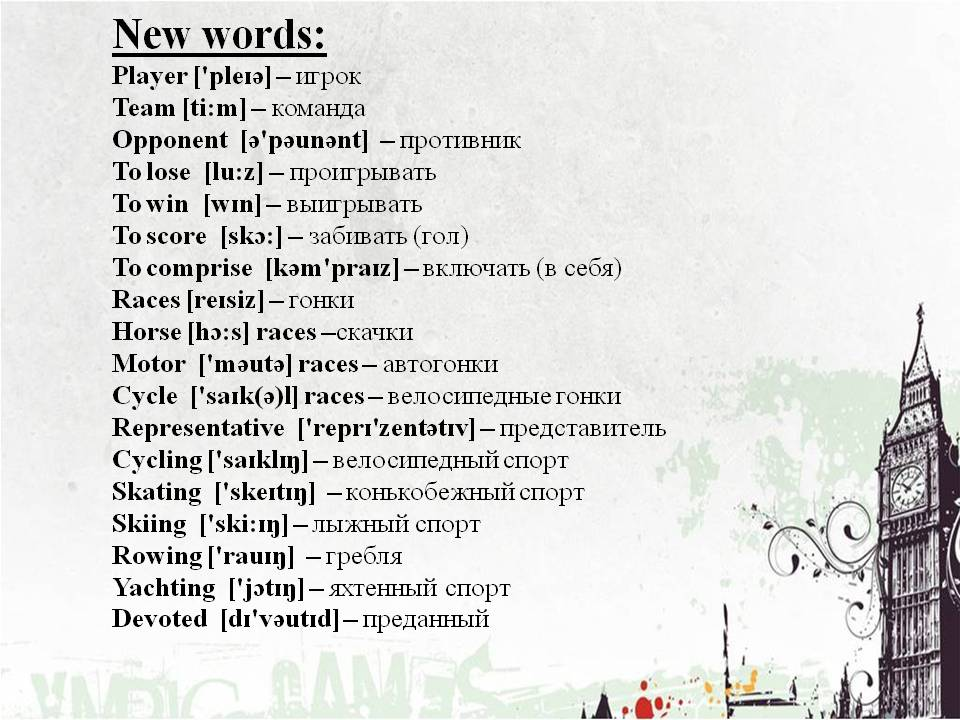 New words:
Player ['pleɪə] – игрок
Team [ti:m] – команда
Opponent [ə'pəunənt] – противник
To lose [lu:z] – проигрывать
To win [wɪn] – выигрывать
To score [skɔ:] – забивать (гол)
To comprise [kəm'praɪz] – включать (в себя)
Races [reɪsiz] – гонки
Horse [hɔ:s] races –скачки
Motor ['məutə] races – автогонки
Cycle ['saɪk(ə)l] races – велосипедные гонки
Representative ['reprɪ'zentətɪv] – представитель
Cycling ['saɪklɪŋ] – велосипедный спорт
Skating ['skeɪtɪŋ] – конькобежный спорт
Skiing ['ski:ɪŋ] – лыжный спорт
Rowing ['rauɪŋ] – гребля
Yachting ['jɔtɪŋ] – яхтенный спорт
Devoted [dɪ'vəutɪd] – преданный
GAMES